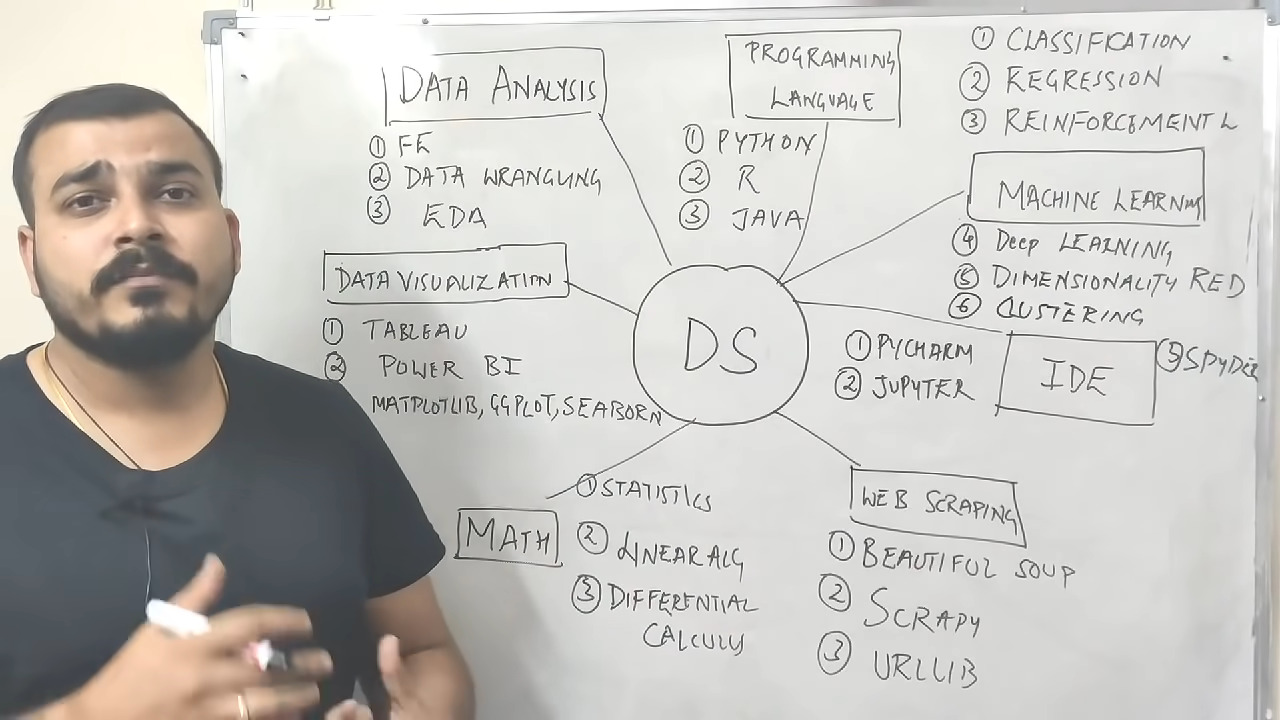 DATA ANALYSIS
① FE
② DATA WRANGLING
③ EDA
PROGRAMMING
LANGUAGE
① PYTHON
② R
③ JAVA
① CLASSIFICATION
② REGRESSION
③ REINFORCEMENT L
MACHINE LEARNING
④ Deep LEARNING
⑤ DIMENSIONALITY RED
⑥ CLUSTERING
DATA VISUALIZATION
① TABLEAU
② POWER BI
MATPLOTLIB, GGPLOT, SEABORN
DS
① PYCHARM
② JUPYTER
IDE
③ SPYDER
MATH
① STATISTICS
② LINEAR ALG
③ DIFFERENTIAL
CALCULUS
WEB SCRAPING
① BEAUTIFUL SOUP
② SCRAPY
③ URLLIB